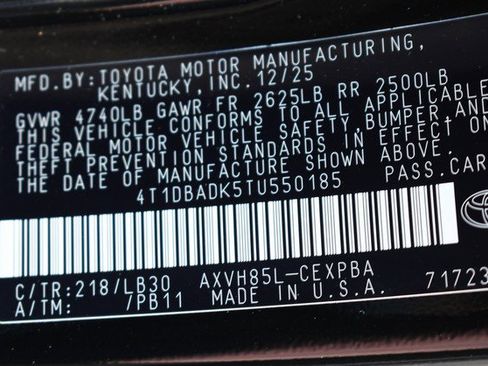 MFD.BY:TOYOTA MOTOR MANUFACTURING,
KENTUCKY, INC. 12/25
GVWR 4740LB GAWR FR 2625LB RR 2500LB
THIS VEHICLE CONFORMS TO ALL APPLICABLE
FEDERAL MOTOR VEHICLE SAFETY,BUMPER,AND
THEFT PREVENTION STANDARDS IN EFFECT ON
THE DATE OF MANUFACTURE SHOWN ABOVE.
4T1DBADK5TU550185 PASS.CAR
C/TR:218/LB30 AXVH85L-CEXPBA
A/TM: /PB11 MADE IN U.S.A. 71723